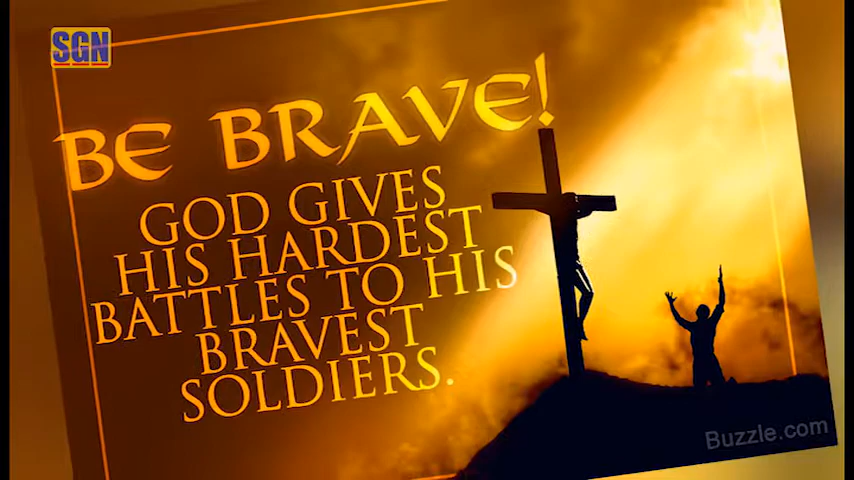 SGN
BE BRAVE!
GOD GIVES
HIS HARDEST
BATTLES TO HIS
BRAVEST
SOLDIERS.
Buzzle.com